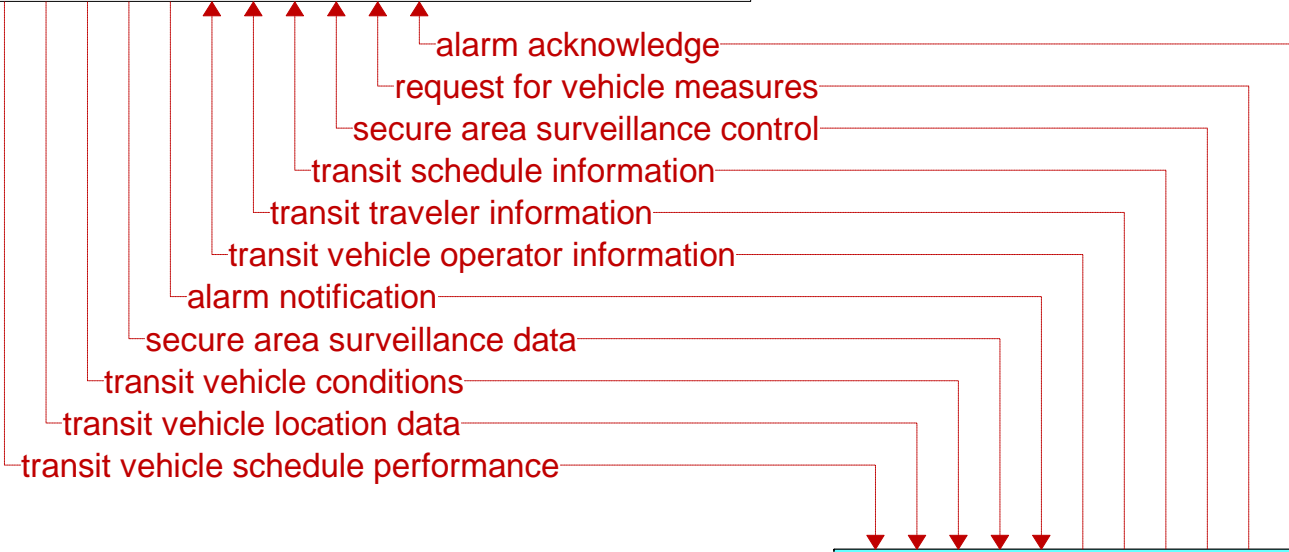 alarm acknowledge
request for vehicle measures
secure area surveillance control
transit schedule information
transit traveler information
transit vehicle operator information
alarm notification
secure area surveillance data
transit vehicle conditions
transit vehicle location data
transit vehicle schedule performance